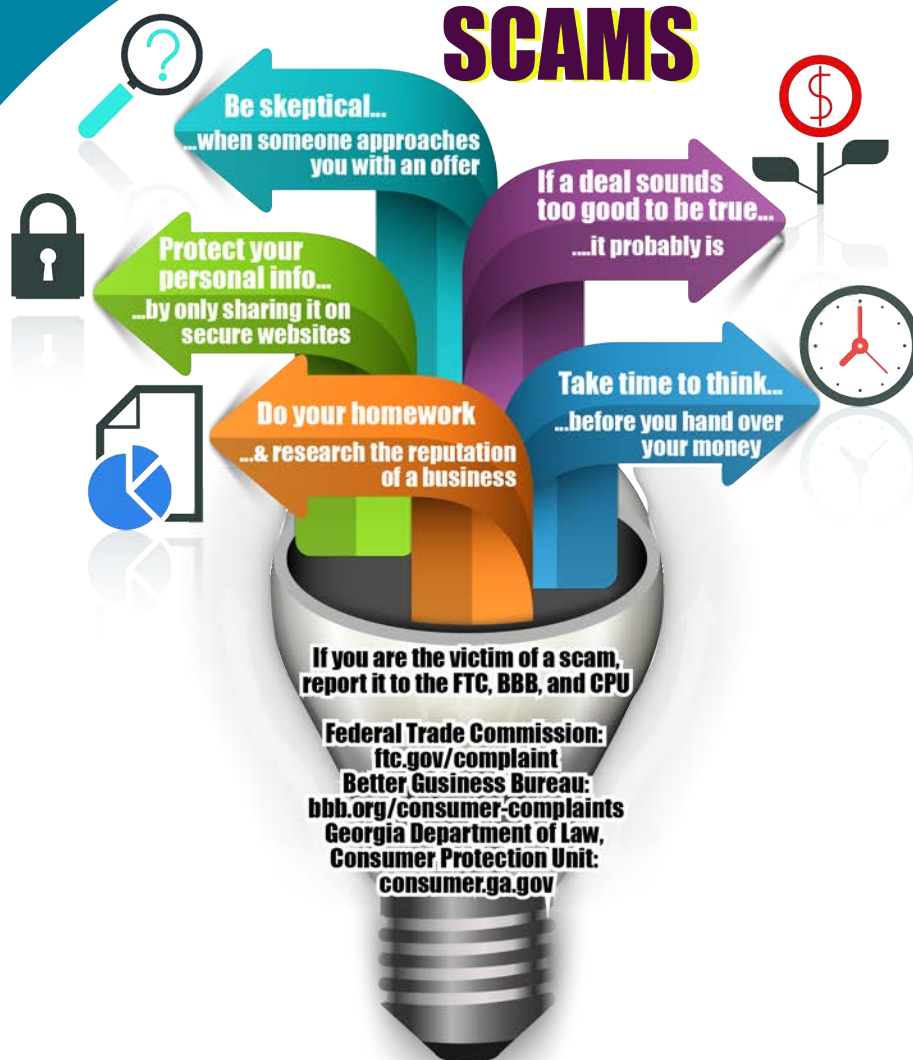 SCAMS
Be skeptical...
...when someone approaches
you with an offer
If a deal sounds
too good to be true...
....it probably is
Protect your
personal info...
...by only sharing it on
secure websites
Take time to think...
...before you hand over
your money
Do your homework
...& research the reputation
of a business
If you are the victim of a scam,
report it to the FTC, BBB, and CPU
Federal Trade Commission:
ftc.gov/complaint
Better Gusiness Bureau:
bbb.org/consumer-complaints
Georgia Department of Law,
Consumer Protection Unit:
consumer.ga.gov